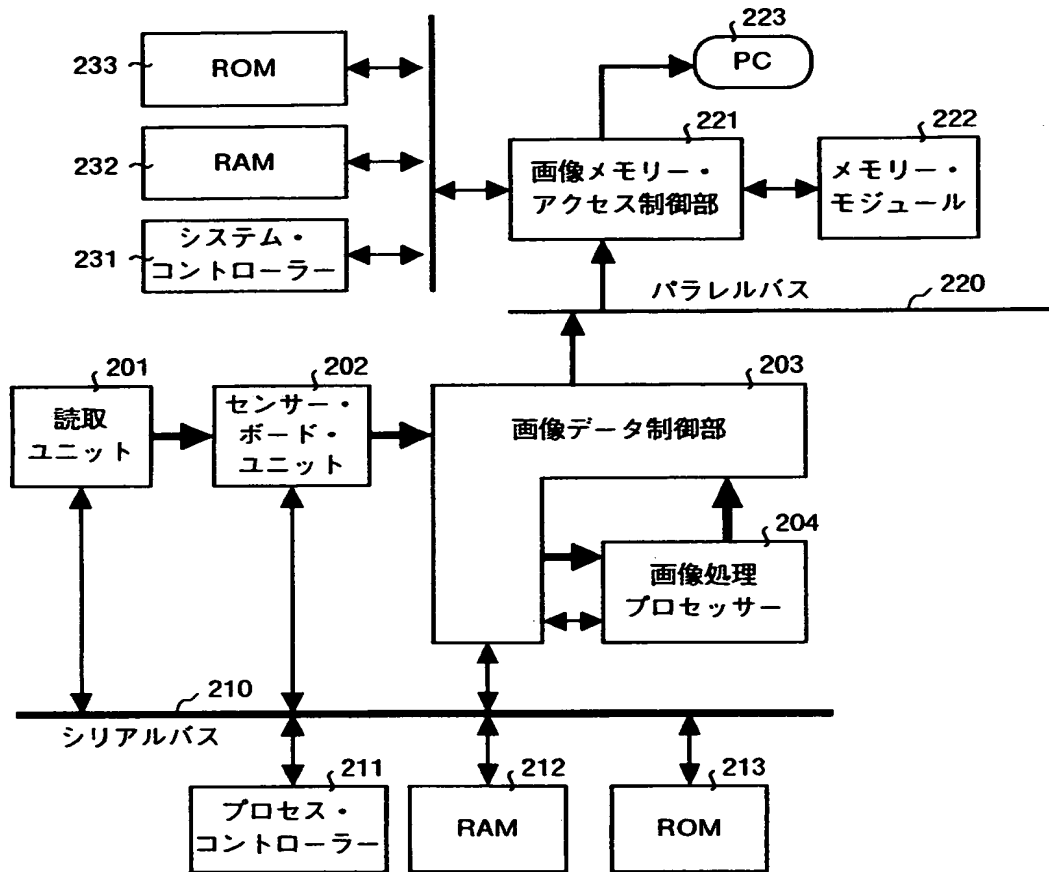 223
PC
233
ROM
232
RAM
231
システム・
コントローラー
221
画像メモリー・
アクセス制御部
222
メモリー・
モジュール
パラレルバス
220
201
読取
ユニット
202
センサー・
ボード・
ユニット
203
画像データ制御部
204
画像処理
プロセッサー
210
シリアルバス
211
プロセス・
コントローラー
212
RAM
213
ROM